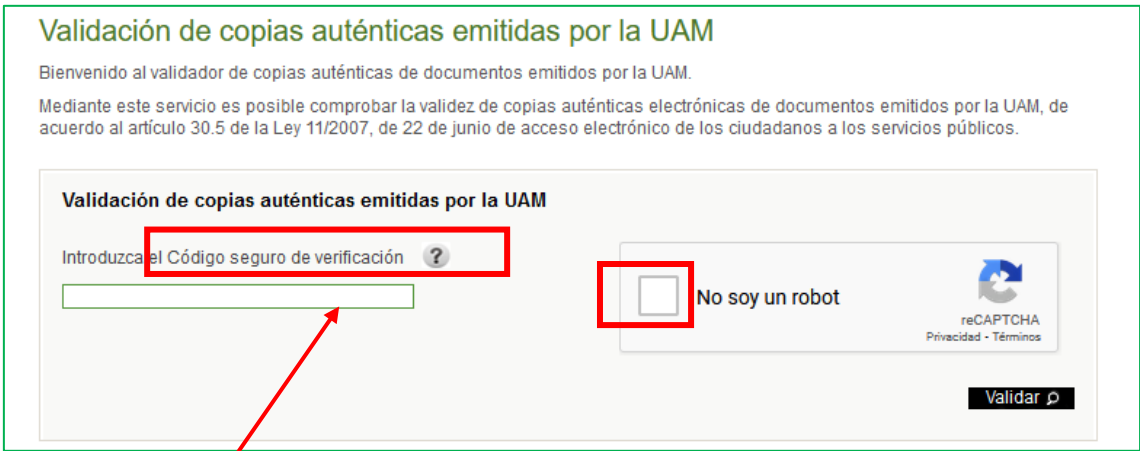 Validación de copias auténticas emitidas por la UAM
Bienvenido al validador de copias auténticas de documentos emitidos por la UAM.
Mediante este servicio es posible comprobar la validez de copias auténticas electrónicas de documentos emitidos por la UAM, de
acuerdo al artículo 30.5 de la Ley 11/2007, de 22 de junio de acceso electrónico de los ciudadanos a los servicios públicos.
Validación de copias auténticas emitidas por la UAM
Introduzca el Código seguro de verificación ?
No soy un robot
reCAPTCHA
Privacidad - Términos
Validar